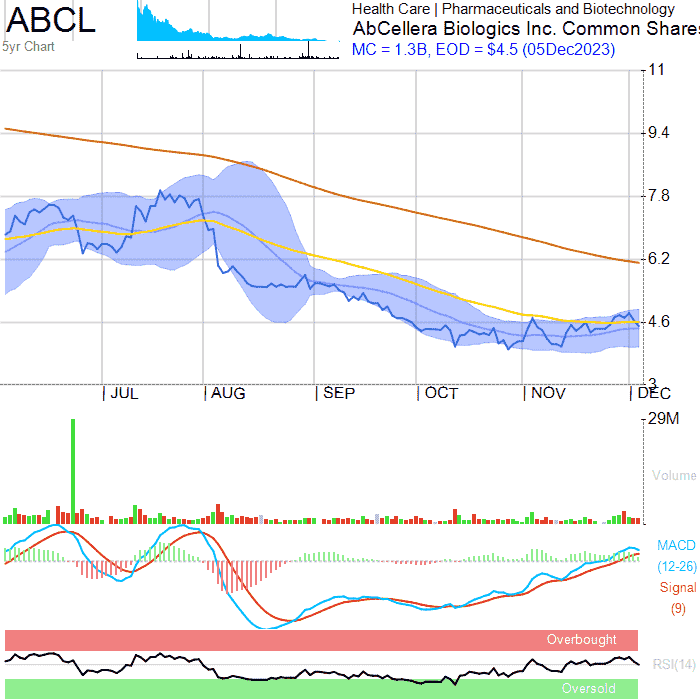 ABCL
5yr Chart
Health Care | Pharmaceuticals and Biotechnology
AbCellera Biologics Inc. Common Shares
MC = 1.3B, EOD = $4.5 (05Dec2023)
11
9.4
7.8
6.2
4.6
3
JUL AUG SEP OCT NOV DEC
29M
Volume
MACD
(12-26)
Signal
(9)
Overbought
RSI(14)
Oversold